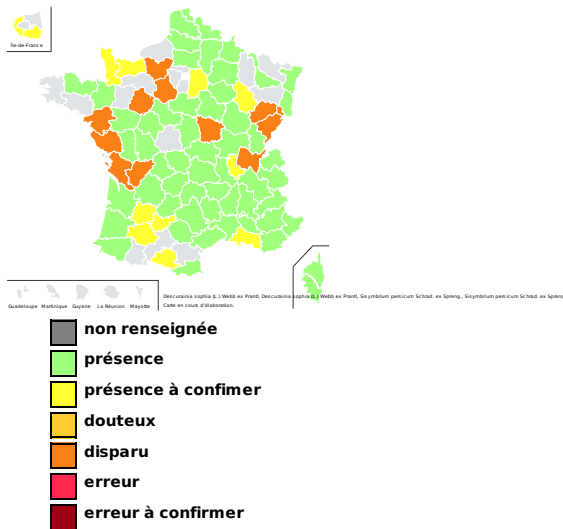 Île-de-France
Guadeloupe Martinique Guyane La Réunion Mayotte
Descurainia sophia (L.) Webb ex Prantl, Descurainia sophia (L.) Webb ex Prantl, Sisymbrium persicum Schrad. ex Spreng., Sisymbrium persicum Schrad. ex Spreng
Carte en cours d'élaboration.
non renseignée
présence
présence à confimer
douteux
disparu
erreur
erreur à confirmer